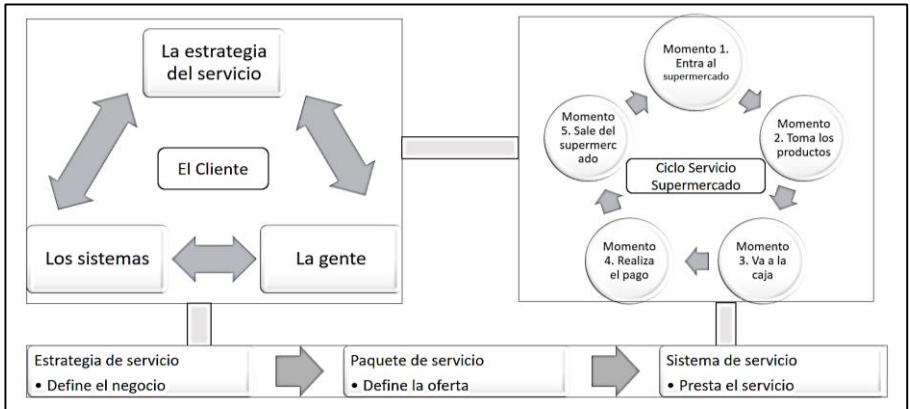 La estrategia
del servicio
El Cliente
Los sistemas
La gente
Momento 1.
Entra al
supermercado
Momento
2. Toma los
productos
Momento
3. Va a la
caja
Momento
4. Realiza
el pago
Momento
5. Sale del
supermerc
ado
Ciclo Servicio
Supermercado
Estrategia de servicio
• Define el negocio
Paquete de servicio
• Define la oferta
Sistema de servicio
• Presta el servicio